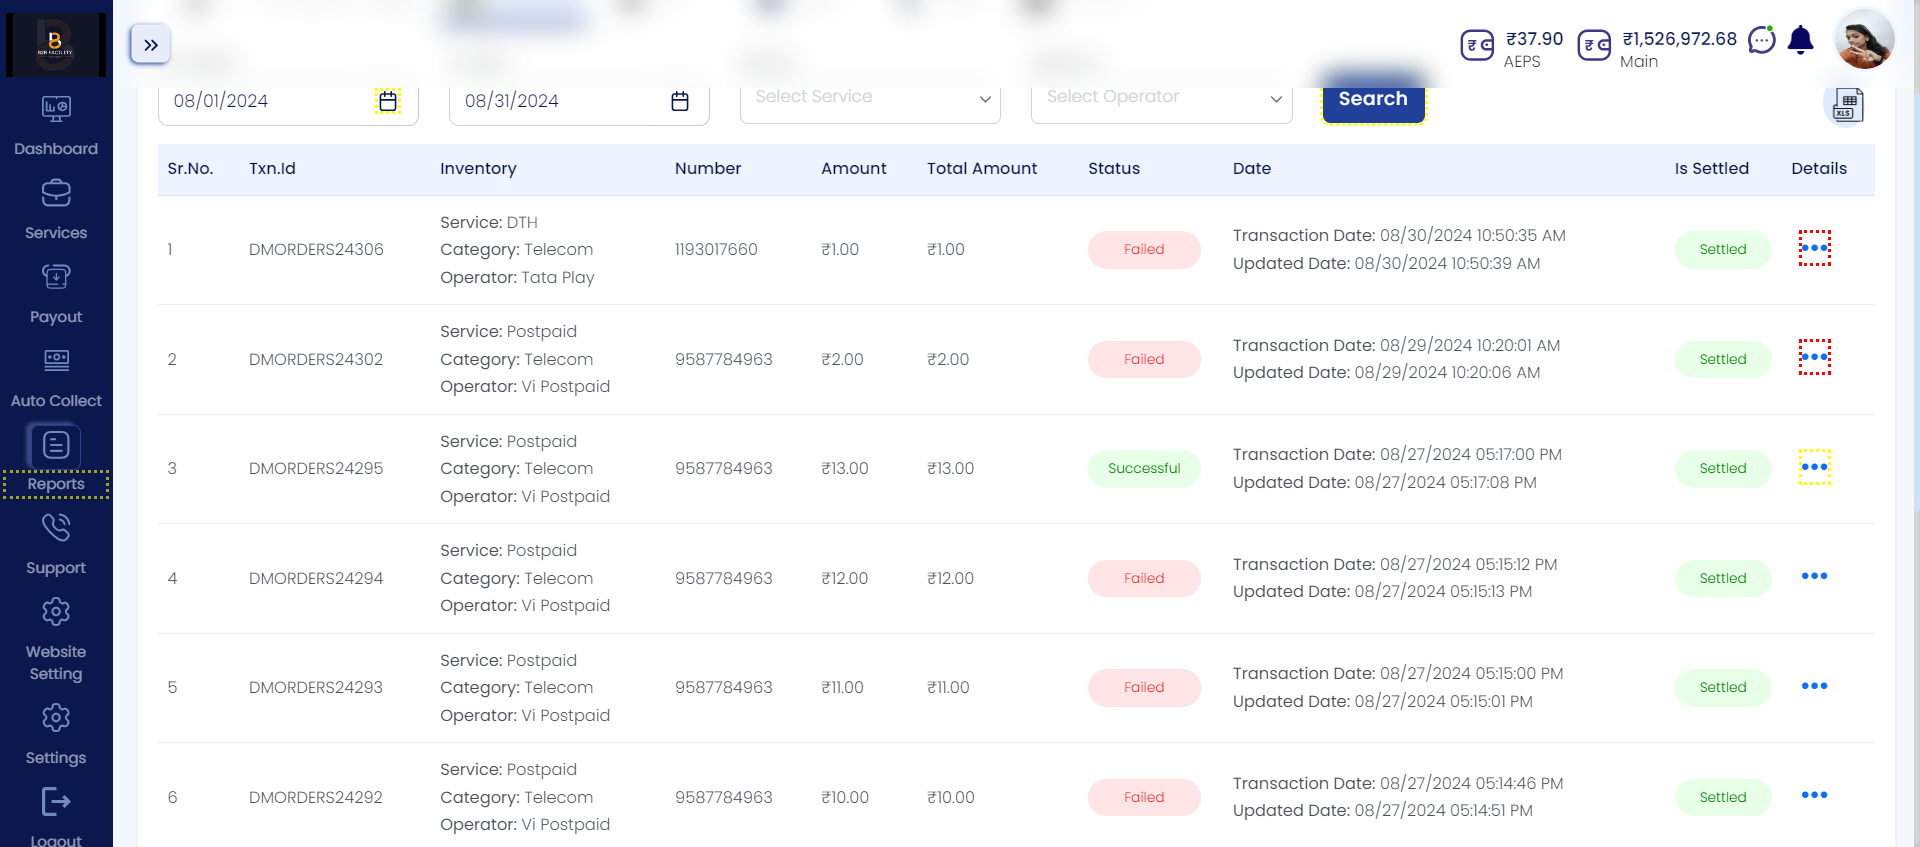 B2B FACILITY
₹37.90
AEPS
₹1,526,972.68
Main
08/01/2024
08/31/2024
Select Service
Select Operator
Search
XLS
Dashboard
Services
Payout
Auto Collect
Reports
Support
Website
Setting
Settings
Logout
Sr.No. Txn.Id Inventory Number Amount Total Amount Status Date Is Settled Details
1 DMORDERS24306
Service: DTH
Category: Telecom
Operator: Tata Play
1193017660 ₹1.00 ₹1.00 Failed
Transaction Date: 08/30/2024 10:50:35 AM
Updated Date: 08/30/2024 10:50:39 AM
Settled
2 DMORDERS24302
Service: Postpaid
Category: Telecom
Operator: Vi Postpaid
9587784963 ₹2.00 ₹2.00 Failed
Transaction Date: 08/29/2024 10:20:01 AM
Updated Date: 08/29/2024 10:20:06 AM
Settled
3 DMORDERS24295
Service: Postpaid
Category: Telecom
Operator: Vi Postpaid
9587784963 ₹13.00 ₹13.00 Successful
Transaction Date: 08/27/2024 05:17:00 PM
Updated Date: 08/27/2024 05:17:08 PM
Settled
4 DMORDERS24294
Service: Postpaid
Category: Telecom
Operator: Vi Postpaid
9587784963 ₹12.00 ₹12.00 Failed
Transaction Date: 08/27/2024 05:15:12 PM
Updated Date: 08/27/2024 05:15:13 PM
Settled
5 DMORDERS24293
Service: Postpaid
Category: Telecom
Operator: Vi Postpaid
9587784963 ₹11.00 ₹11.00 Failed
Transaction Date: 08/27/2024 05:15:00 PM
Updated Date: 08/27/2024 05:15:01 PM
Settled
6 DMORDERS24292
Service: Postpaid
Category: Telecom
Operator: Vi Postpaid
9587784963 ₹10.00 ₹10.00 Failed
Transaction Date: 08/27/2024 05:14:46 PM
Updated Date: 08/27/2024 05:14:51 PM
Settled